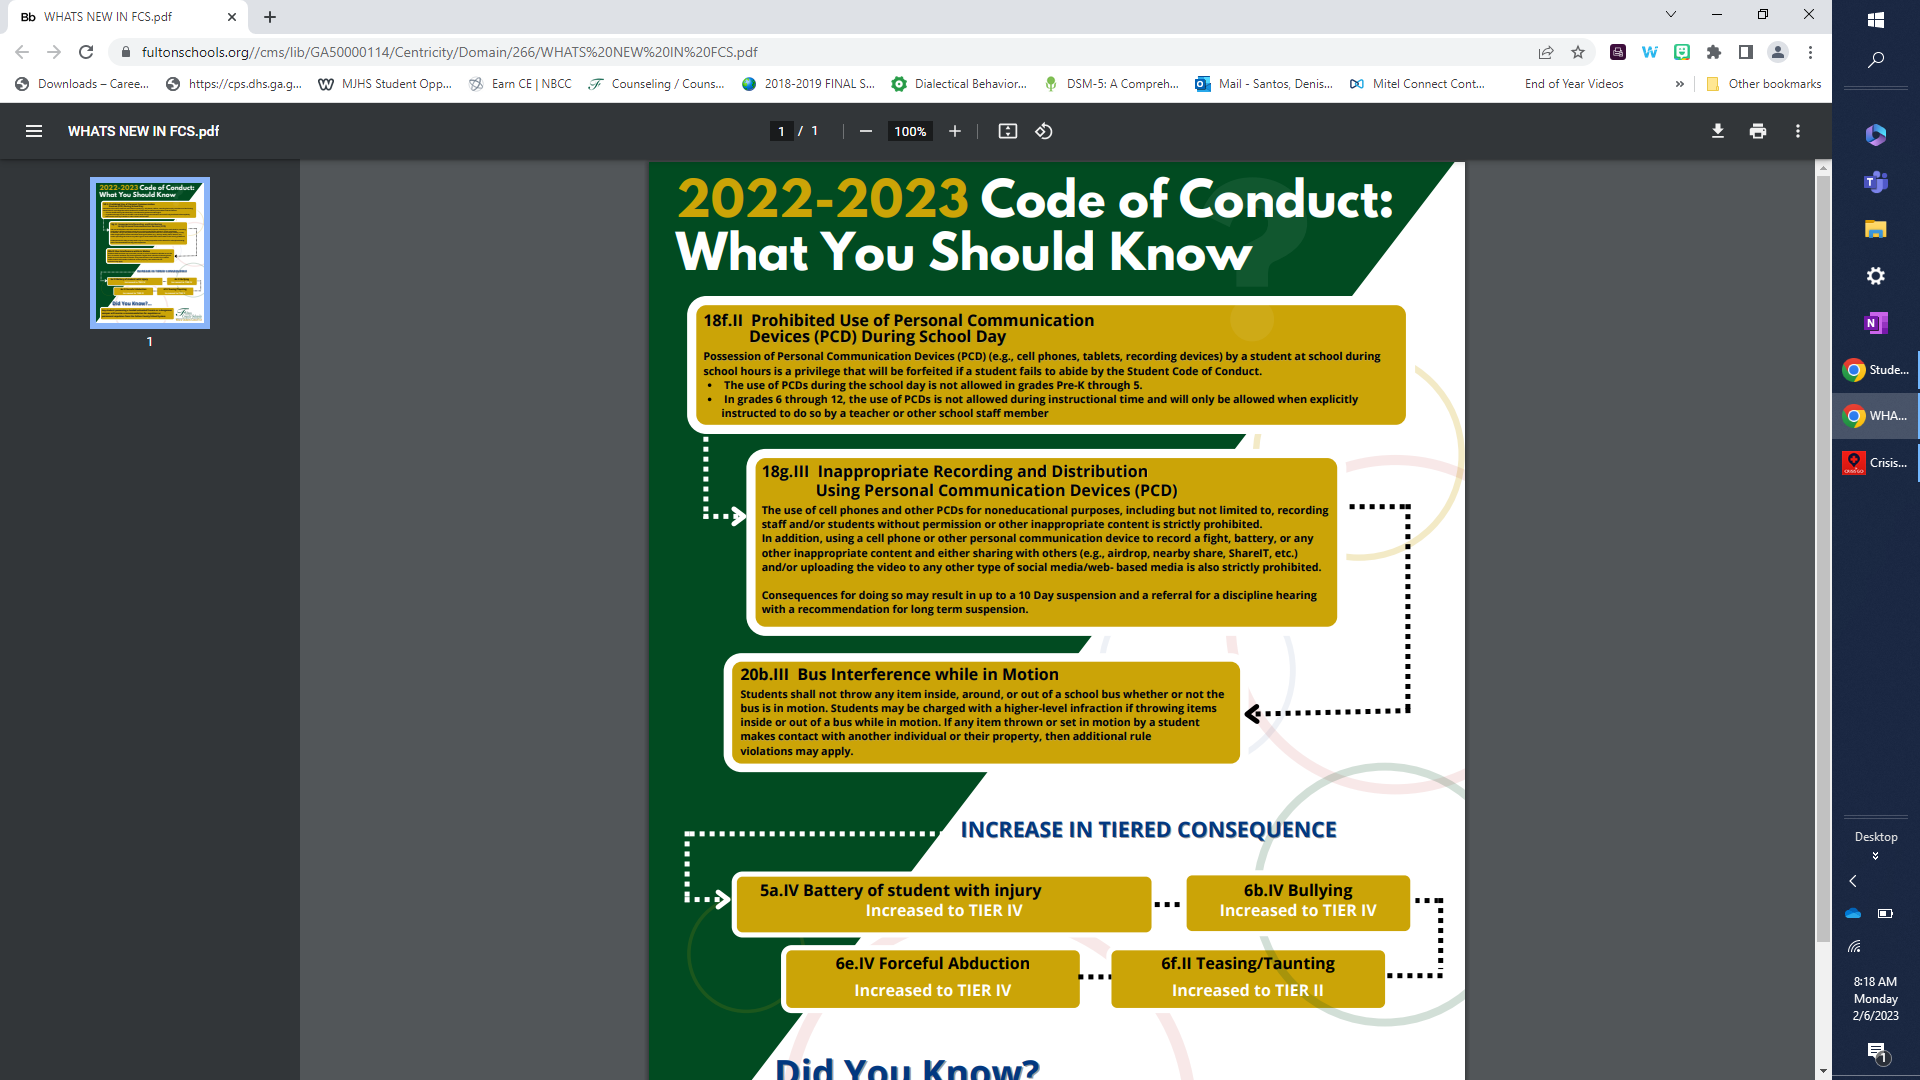 Bb WHATS NEW IN FCS.pdf
fultonschools.org//cms/lib/GA50000114/Centricity/Domain/266/WHATS%20NEW%20IN%20FCS.pdf
Downloads – Caree... https://cps.dhs.ga.g... MJHS Student Opp... Earn CE | NBCC Counseling / Couns... 2018-2019 FINAL S... Dialectical Behavior... DSM-5: A Compreh... Mail - Santos, Denis... Mitel Connect Cont... End of Year Videos » Other bookmarks
WHATS NEW IN FCS.pdf 1 / 1 100%
1
2022-2023 Code of Conduct:
What You Should Know
18f.II Prohibited Use of Personal Communication
Devices (PCD) During School Day
Possession of Personal Communication Devices (PCD) (e.g., cell phones, tablets, recording devices) by a student at school during
school hours is a privilege that will be forfeited if a student fails to abide by the Student Code of Conduct.
• The use of PCDs during the school day is not allowed in grades Pre-K through 5.
• In grades 6 through 12, the use of PCDs is not allowed during instructional time and will only be allowed when explicitly
instructed to do so by a teacher or other school staff member
18g.III Inappropriate Recording and Distribution
Using Personal Communication Devices (PCD)
The use of cell phones and other PCDs for noneducational purposes, including but not limited to, recording
staff and/or students without permission or other inappropriate content is strictly prohibited.
In addition, using a cell phone or other personal communication device to record a fight, battery, or any
other inappropriate content and either sharing with others (e.g., airdrop, nearby share, ShareIT, etc.)
and/or uploading the video to any other type of social media/web- based media is also strictly prohibited.
Consequences for doing so may result in up to a 10 Day suspension and a referral for a discipline hearing
with a recommendation for long term suspension.
20b.III Bus Interference while in Motion
Students shall not throw any item inside, around, or out of a school bus whether or not the
bus is in motion. Students may be charged with a higher-level infraction if throwing items
inside or out of a bus while in motion. If any item thrown or set in motion by a student
makes contact with another individual or their property, then additional rule
violations may apply.
INCREASE IN TIERED CONSEQUENCE
5a.IV Battery of student with injury
Increased to TIER IV
6b.IV Bullying
Increased to TIER IV
6e.IV Forceful Abduction
Increased to TIER IV
6f.II Teasing/Taunting
Increased to TIER II
Did You Know?
Stude...
WHA...
Crisis...
Desktop
8:18 AM
Monday
2/6/2023
1